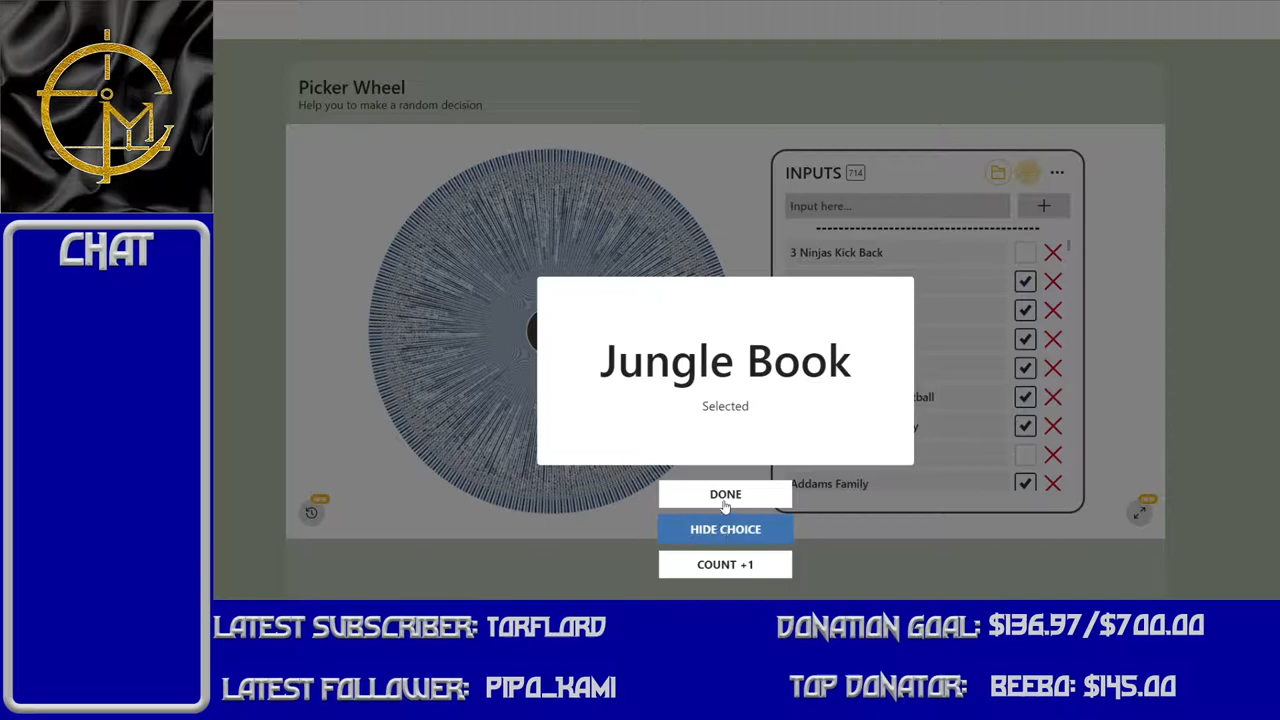 CHAT
Picker Wheel
Help you to make a random decision
INPUTS 714
Input here...
3 Ninjas Kick Back
Addams Family
Jungle Book
Selected
DONE
HIDE CHOICE
COUNT +1
NEW
NEW
LATEST SUBSCRIBER: TORFLORD
DONATION GOAL: $136.97/$700.00
LATEST FOLLOWER: PIPO_KAMI
TOP DONATOR: BEEBO: $145.00